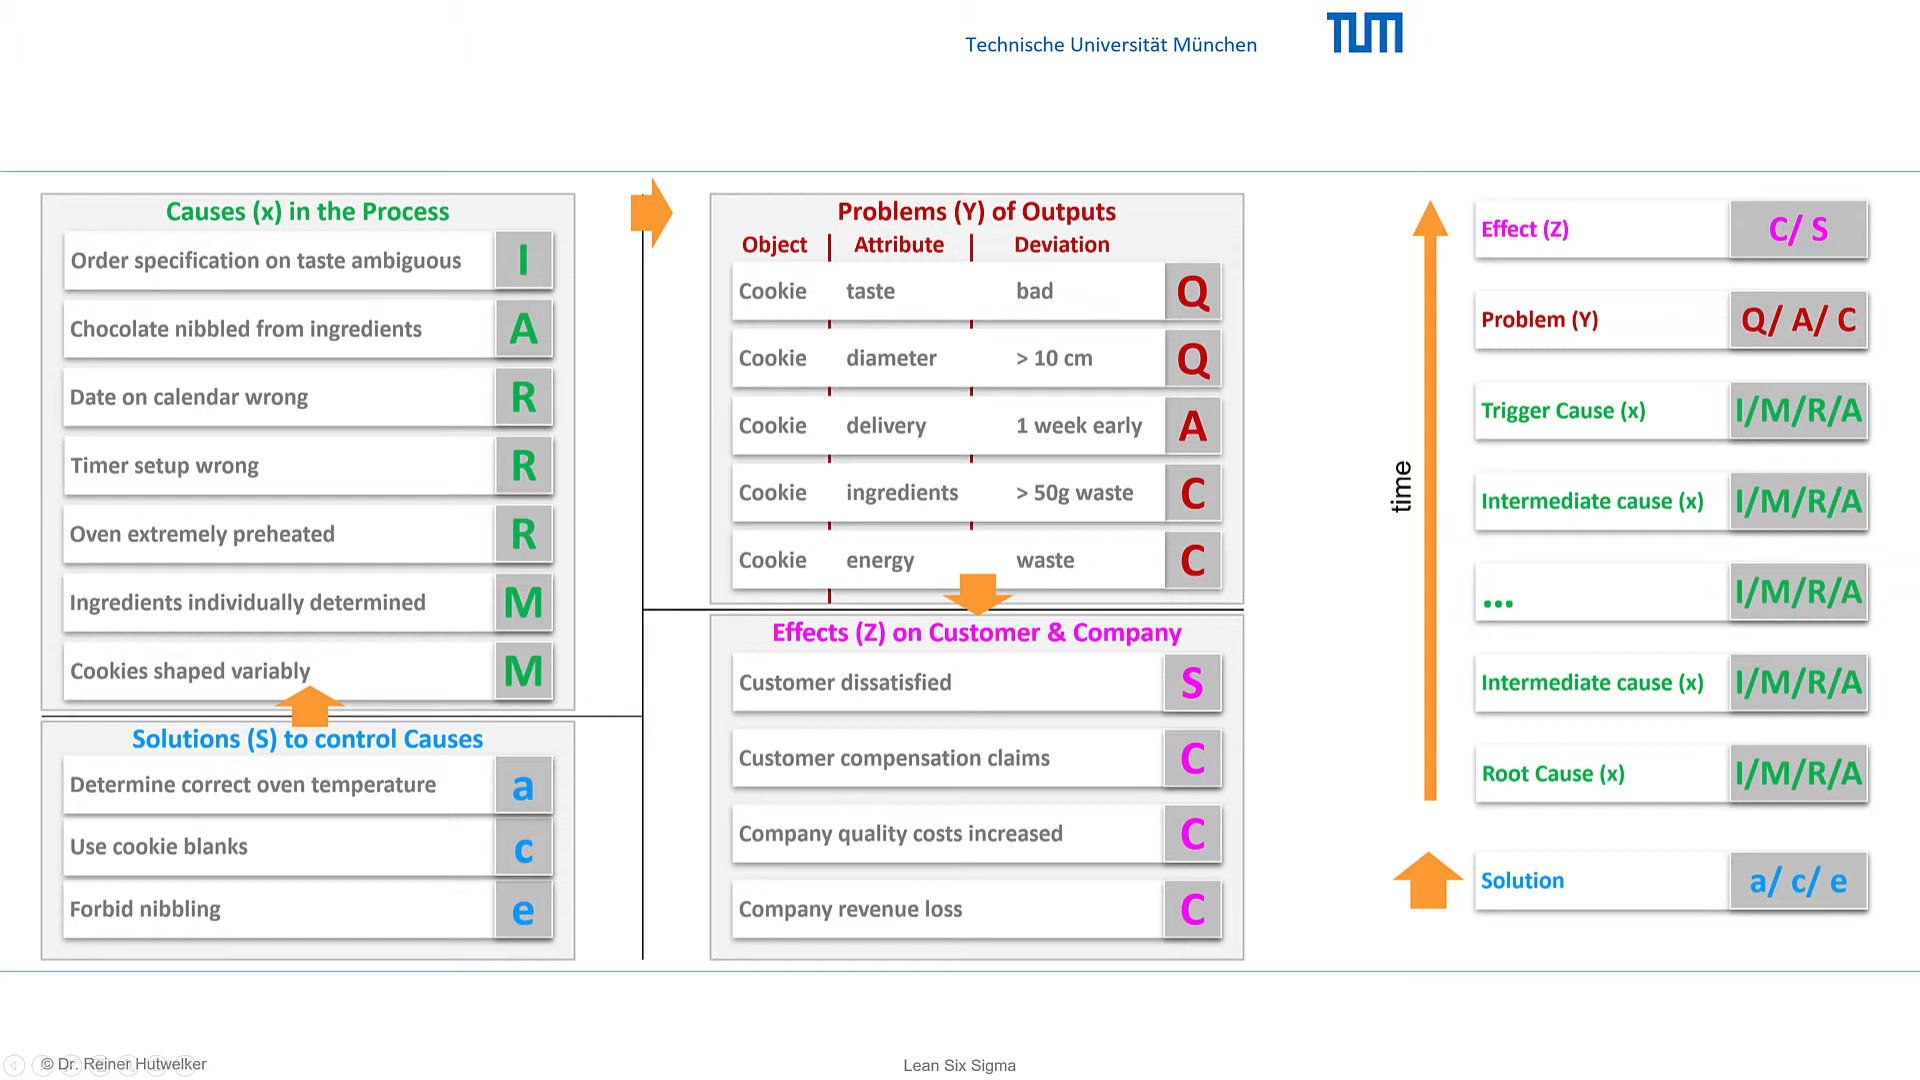 Technische Universität München
TUM
Causes (x) in the Process
Order specification on taste ambiguous I
Chocolate nibbled from ingredients A
Date on calendar wrong R
Timer setup wrong R
Oven extremely preheated R
Ingredients individually determined M
Cookies shaped variably M
Solutions (S) to control Causes
Determine correct oven temperature a
Use cookie blanks c
Forbid nibbling e
Problems (Y) of Outputs
Object Attribute Deviation
Cookie taste bad Q
Cookie diameter > 10 cm Q
Cookie delivery 1 week early A
Cookie ingredients > 50g waste C
Cookie energy waste C
Effects (Z) on Customer & Company
Customer dissatisfied S
Customer compensation claims C
Company quality costs increased C
Company revenue loss C
time
Effect (Z) C/ S
Problem (Y) Q/ A/ C
Trigger Cause (x) I/M/R/A
Intermediate cause (x) I/M/R/A
... I/M/R/A
Intermediate cause (x) I/M/R/A
Root Cause (x) I/M/R/A
Solution a/ c/ e
© Dr. Reiner Hutwelker
Lean Six Sigma